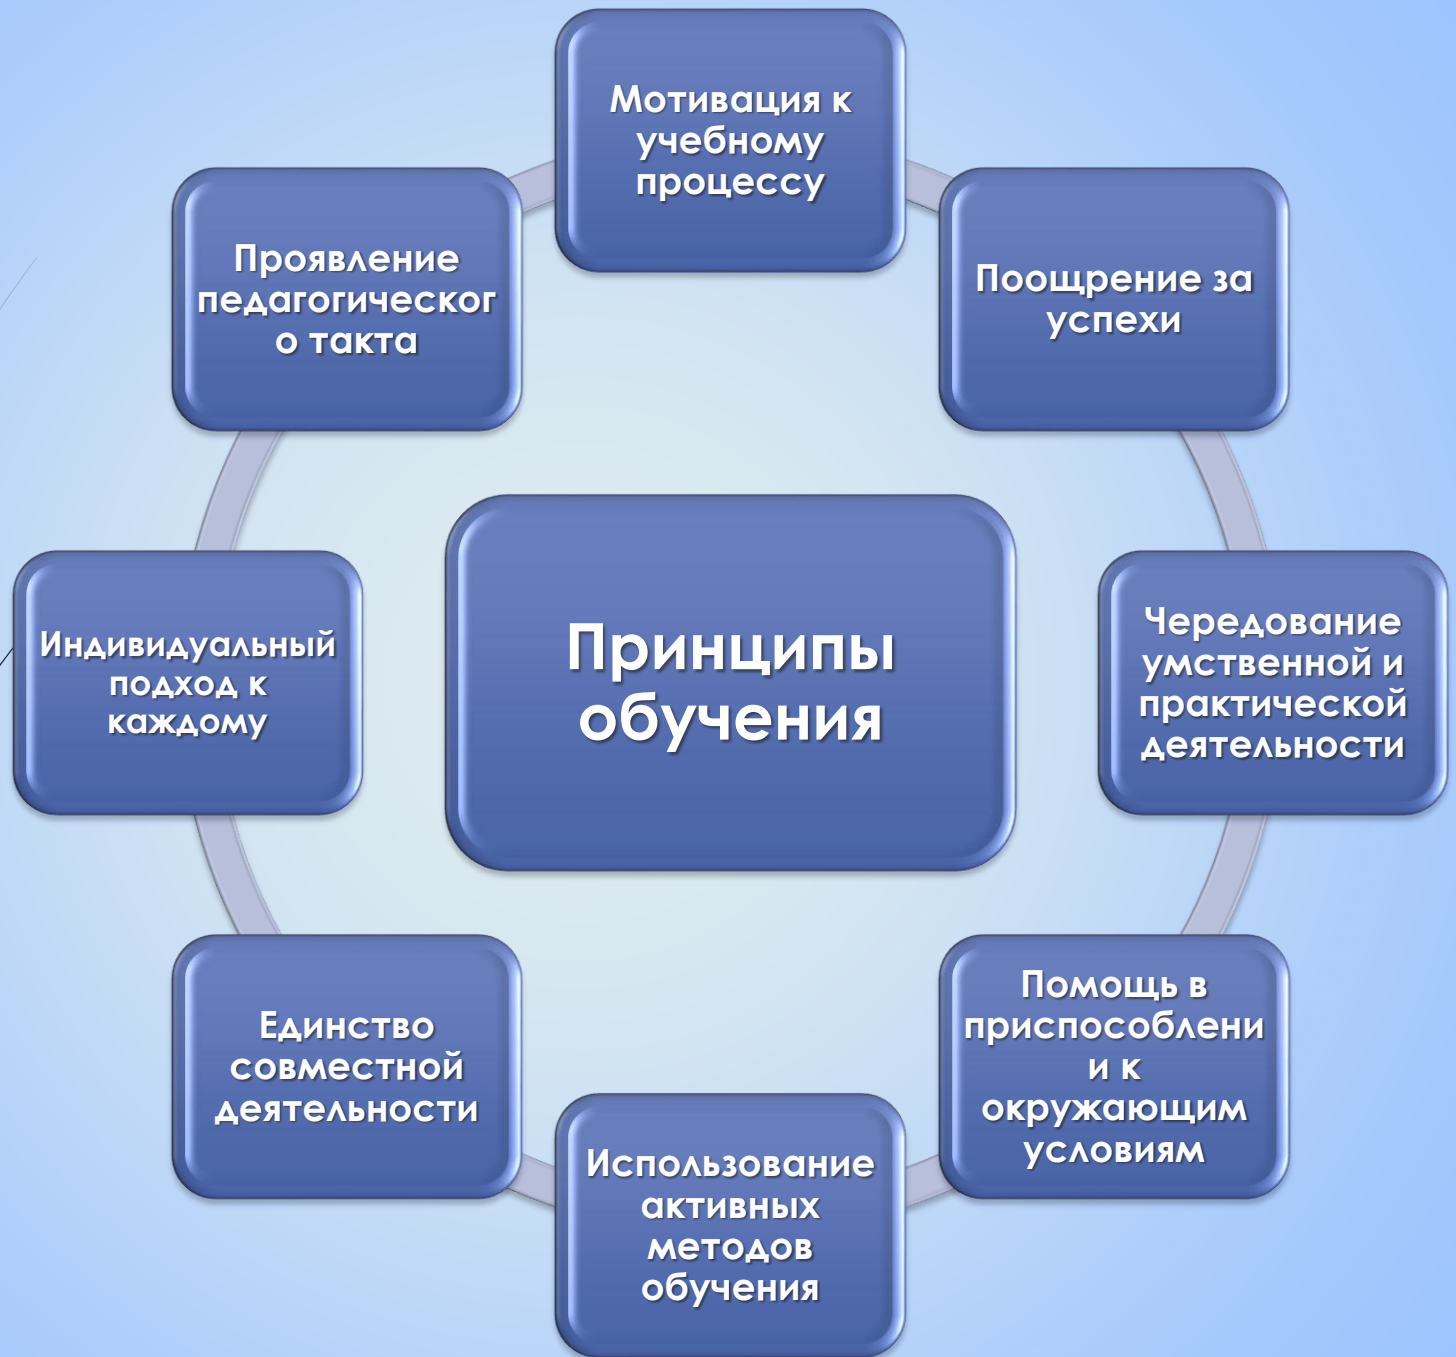 Мотивация к
учебному
процессу
Поощрение за
успехи
Чередование
умственной и
практической
деятельности
Помощь в
приспособлени
и к
окружающим
условиям
Использование
активных
методов
обучения
Единство
совместной
деятельности
Индивидуальный
подход к
каждому
Проявление
педагогическог
о такта
Принципы
обучения